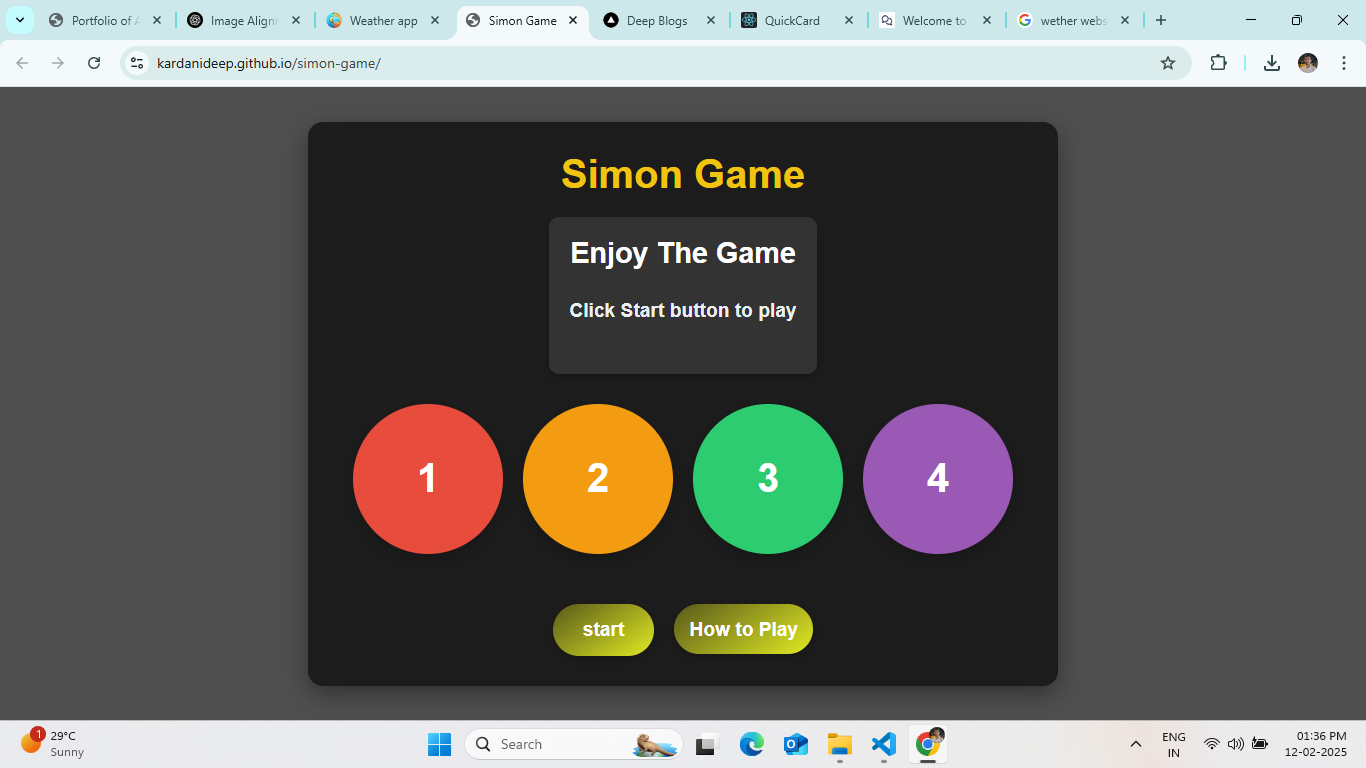 Portfolio of A
Image Alignm
Weather app
Simon Game
Deep Blogs
QuickCard
Welcome to
wether webs
kardanideep.github.io/simon-game/
Simon Game
Enjoy The Game
Click Start button to play
1 2 3 4
start How to Play
1
29°C
Sunny
Search
ENG
IN
01:36 PM
12-02-2025